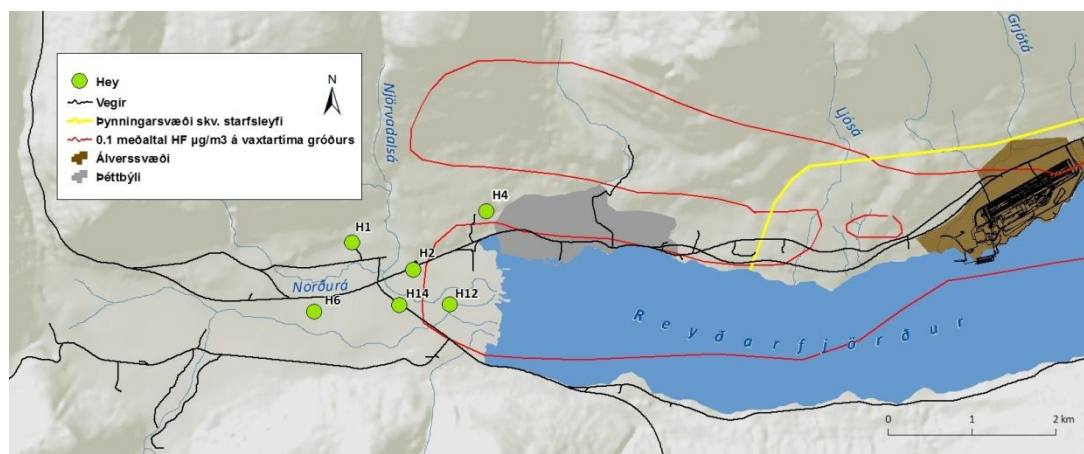 Hey
Vegir
Þynningarsvæði skv. starfsleyfi
0.1 meðaltal HF µg/m3 á vaxtartíma gróðurs
Álverssvæði
Þéttbýli
N
Njörvadalsá
Ljósá
Grjótá
H4
H1
H2
Norðurá
H6
H14
H12
Reyðarfjörður
0 1 2 km